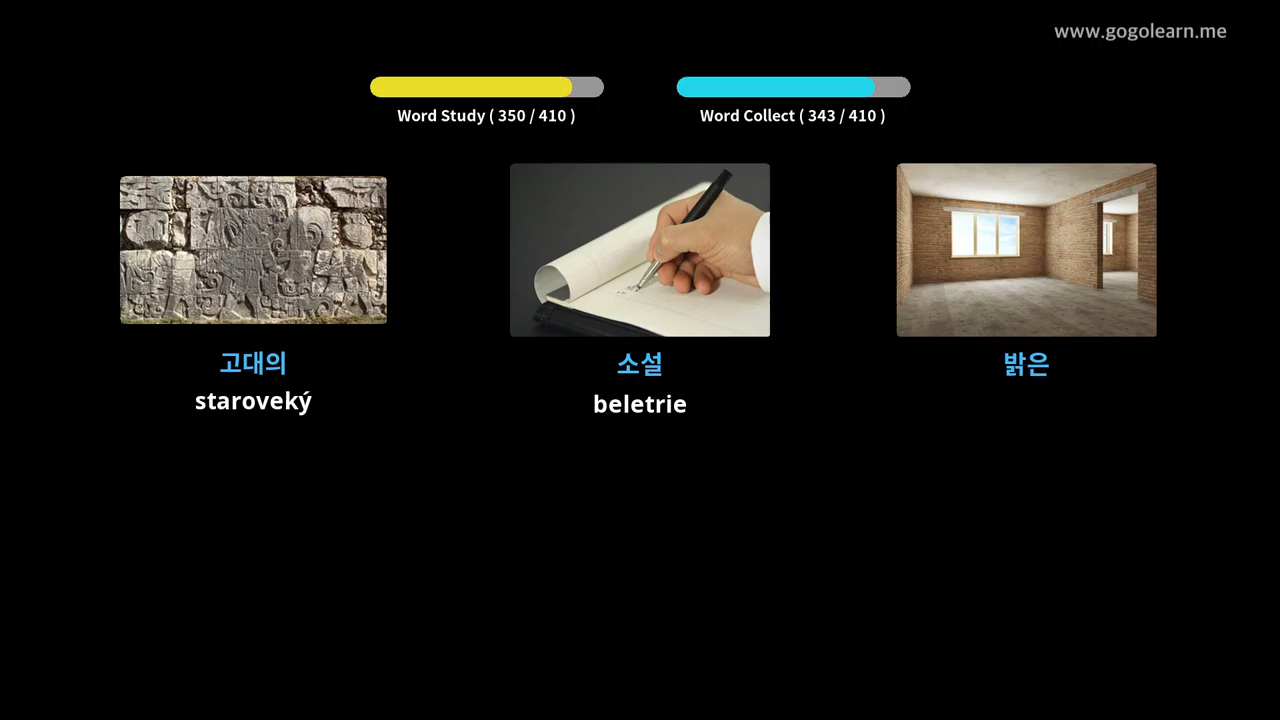 www.gogolearn.me
Word Study ( 350 / 410 )
Word Collect ( 343 / 410 )
고대의
staroveký
소설
beletrie
밝은